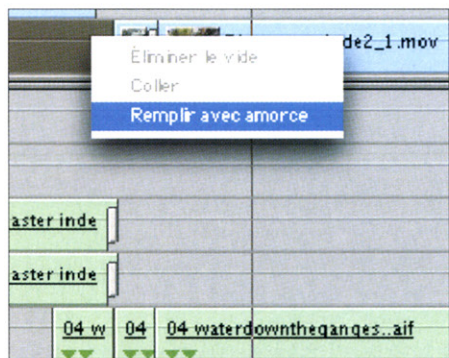 de2_1.mov
Éliminer le vide
Coller
Remplir avec amorce
aster inde
aster inde
04 w 04 04 waterdowntheganges..aif